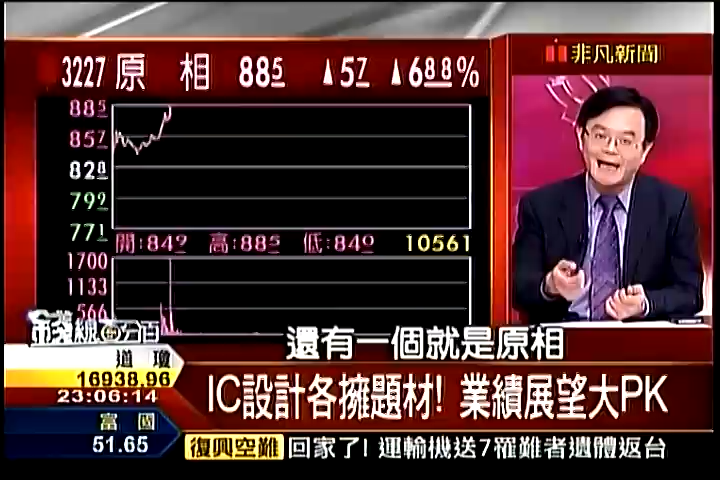 3227 原 相 88.5 ▲5.7 ▲6.88%
非凡新聞
88.5
85.7
82.8
79.9
77.1
開:84.9 高:88.5 低:84.0 10561
1700
1133
566
還有一個就是原相
道 瓊
16938.96
23:06:14
IC設計各擁題材! 業績展望大PK
富 國
51.65
復興空難 回家了! 運輸機送7罹難者遺體返台